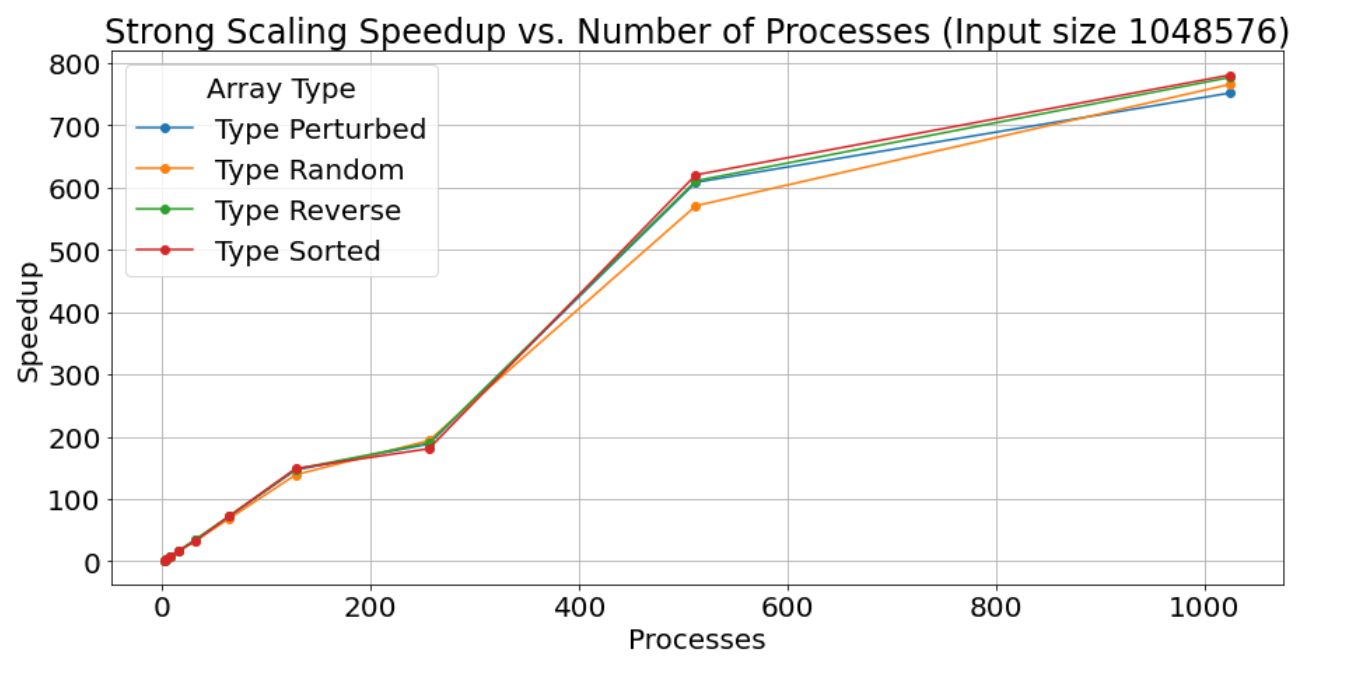 Strong Scaling Speedup vs. Number of Processes (Input size 1048576)
800
700
600
500
400
300
200
100
0
Speedup
Array Type
Type Perturbed
Type Random
Type Reverse
Type Sorted
0 200 400 600 800 1000
Processes